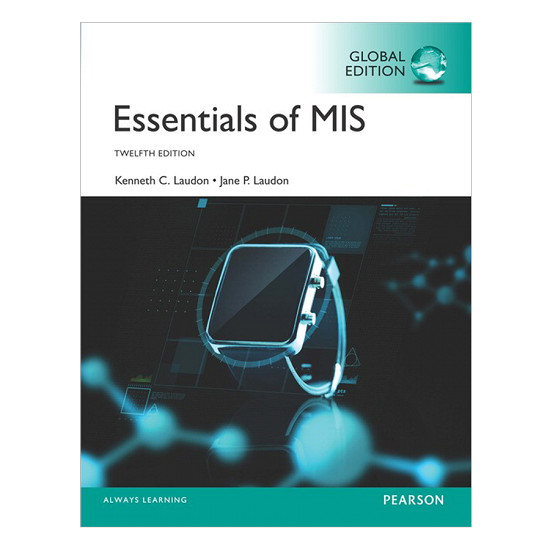 GLOBAL
EDITION
Essentials of MIS
TWELFTH EDITION
Kenneth C. Laudon • Jane P. Laudon
ALWAYS LEARNING
PEARSON